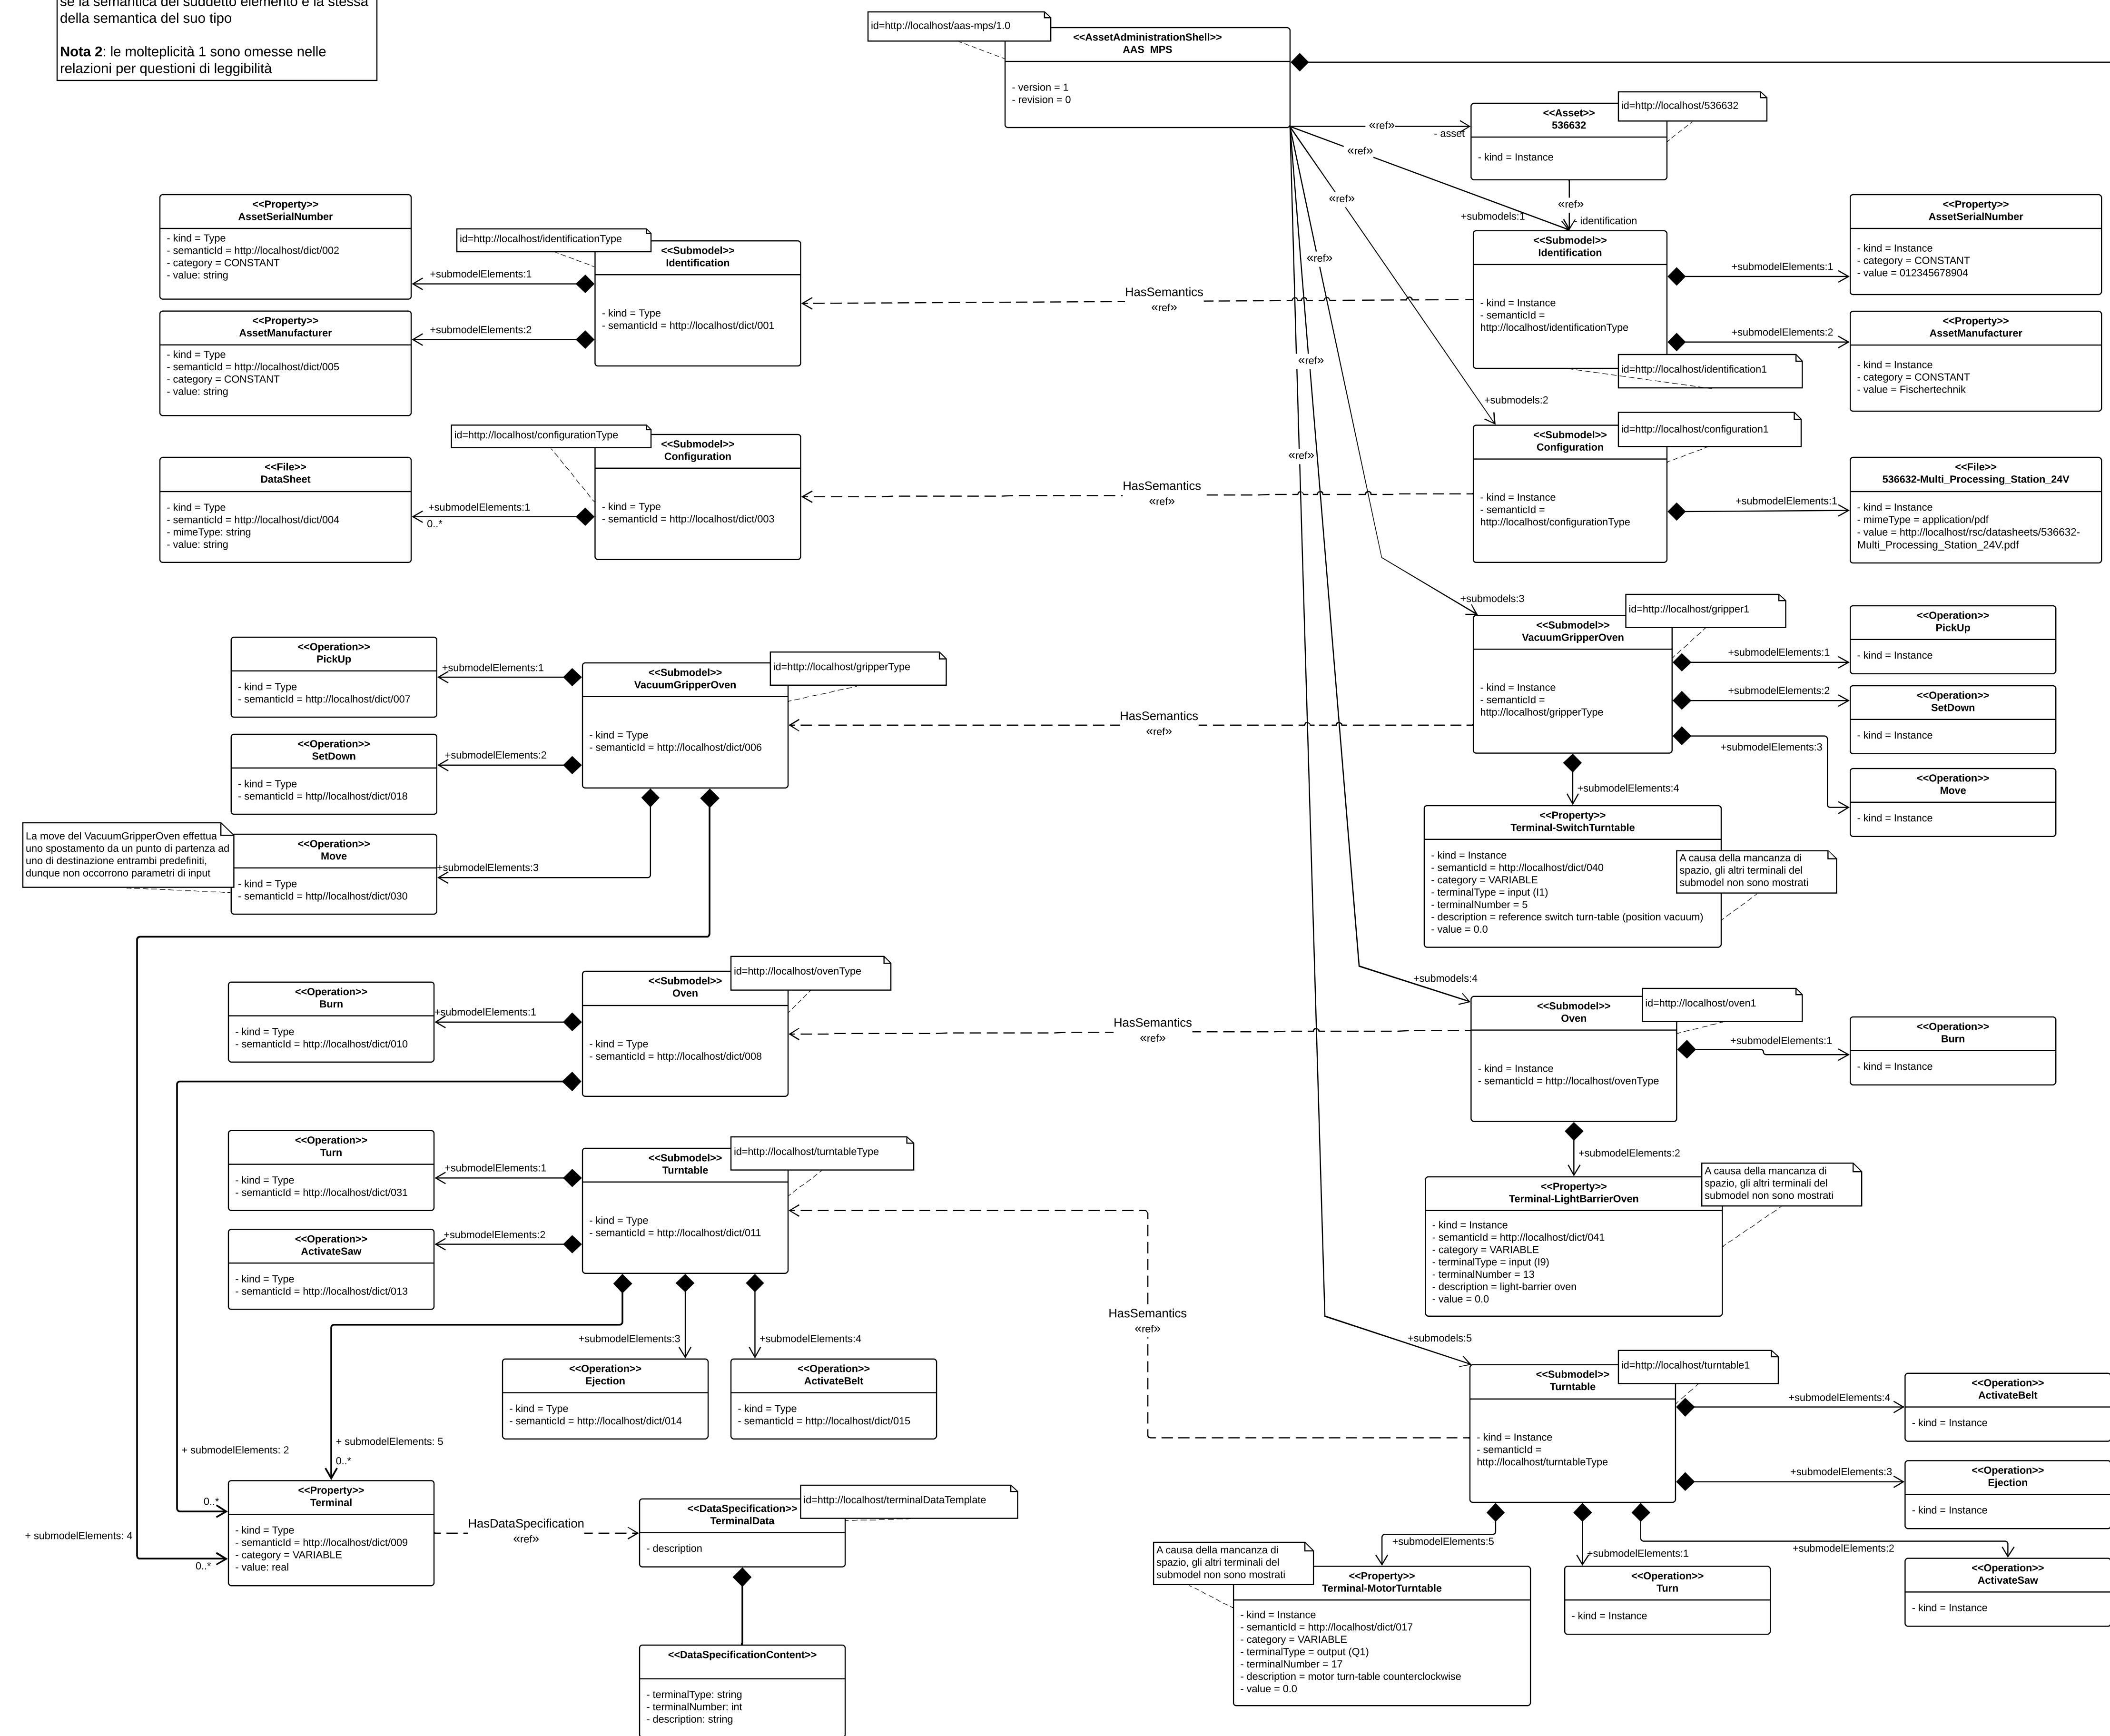 se la semantica del suddetto elemento è la stessa
della semantica del suo tipo
Nota 2: le molteplicità 1 sono omesse nelle
relazioni per questioni di leggibilità
id=http://localhost/aas-mps/1.0
<<AssetAdministrationShell>>
AAS_MPS
- version = 1
- revision = 0
«ref»
- asset
<<Asset>>
536632
- kind = Instance
id=http://localhost/536632
«ref»
- identification
«ref»
+submodels:1
«ref»
+submodels:2
«ref»
+submodels:3
«ref»
+submodels:4
«ref»
+submodels:5
<<Property>>
AssetSerialNumber
- kind = Type
- semanticId = http://localhost/dict/002
- category = CONSTANT
- value: string
+submodelElements:1
<<Property>>
AssetManufacturer
- kind = Type
- semanticId = http://localhost/dict/005
- category = CONSTANT
- value: string
+submodelElements:2
id=http://localhost/identificationType
<<Submodel>>
Identification
- kind = Type
- semanticId = http://localhost/dict/001
HasSemantics
«ref»
<<Submodel>>
Identification
- kind = Instance
- semanticId =
http://localhost/identificationType
id=http://localhost/identification1
+submodelElements:1
<<Property>>
AssetSerialNumber
- kind = Instance
- category = CONSTANT
- value = 012345678904
+submodelElements:2
<<Property>>
AssetManufacturer
- kind = Instance
- category = CONSTANT
- value = Fischertechnik
<<File>>
DataSheet
- kind = Type
- semanticId = http://localhost/dict/004
- mimeType: string
- value: string
+submodelElements:1
0..*
id=http://localhost/configurationType
<<Submodel>>
Configuration
- kind = Type
- semanticId = http://localhost/dict/003
HasSemantics
«ref»
<<Submodel>>
Configuration
- kind = Instance
- semanticId =
http://localhost/configurationType
id=http://localhost/configuration1
+submodelElements:1
<<File>>
536632-Multi_Processing_Station_24V
- kind = Instance
- mimeType = application/pdf
- value = http://localhost/rsc/datasheets/536632-
Multi_Processing_Station_24V.pdf
<<Operation>>
PickUp
- kind = Type
- semanticId = http://localhost/dict/007
+submodelElements:1
<<Operation>>
SetDown
- kind = Type
- semanticId = http//localhost/dict/018
+submodelElements:2
La move del VacuumGripperOven effettua
uno spostamento da un punto di partenza ad
uno di destinazione entrambi predefiniti,
dunque non occorrono parametri di input
<<Operation>>
Move
- kind = Type
- semanticId = http//localhost/dict/030
+submodelElements:3
<<Submodel>>
VacuumGripperOven
- kind = Type
- semanticId = http://localhost/dict/006
id=http://localhost/gripperType
HasSemantics
«ref»
<<Submodel>>
VacuumGripperOven
- kind = Instance
- semanticId =
http://localhost/gripperType
id=http://localhost/gripper1
+submodelElements:1
<<Operation>>
PickUp
- kind = Instance
+submodelElements:2
<<Operation>>
SetDown
- kind = Instance
+submodelElements:3
<<Operation>>
Move
- kind = Instance
+submodelElements:4
<<Property>>
Terminal-SwitchTurntable
- kind = Instance
- semanticId = http://localhost/dict/040
- category = VARIABLE
- terminalType = input (I1)
- terminalNumber = 5
- description = reference switch turn-table (position vacuum)
- value = 0.0
A causa della mancanza di
spazio, gli altri terminali del
submodel non sono mostrati
<<Operation>>
Burn
- kind = Type
- semanticId = http://localhost/dict/010
+submodelElements:1
<<Submodel>>
Oven
- kind = Type
- semanticId = http://localhost/dict/008
id=http://localhost/ovenType
HasSemantics
«ref»
<<Submodel>>
Oven
- kind = Instance
- semanticId = http://localhost/ovenType
id=http://localhost/oven1
+submodelElements:1
<<Operation>>
Burn
- kind = Instance
+submodelElements:2
<<Property>>
Terminal-LightBarrierOven
- kind = Instance
- semanticId = http://localhost/dict/041
- category = VARIABLE
- terminalType = input (I9)
- terminalNumber = 13
- description = light-barrier oven
- value = 0.0
A causa della mancanza di
spazio, gli altri terminali del
submodel non sono mostrati
<<Operation>>
Turn
- kind = Type
- semanticId = http://localhost/dict/031
+submodelElements:1
<<Operation>>
ActivateSaw
- kind = Type
- semanticId = http://localhost/dict/013
+submodelElements:2
<<Submodel>>
Turntable
- kind = Type
- semanticId = http://localhost/dict/011
id=http://localhost/turntableType
+submodelElements:3
<<Operation>>
Ejection
- kind = Type
- semanticId = http://localhost/dict/014
+submodelElements:4
<<Operation>>
ActivateBelt
- kind = Type
- semanticId = http://localhost/dict/015
HasSemantics
«ref»
<<Submodel>>
Turntable
- kind = Instance
- semanticId =
http://localhost/turntableType
id=http://localhost/turntable1
+submodelElements:4
<<Operation>>
ActivateBelt
- kind = Instance
+submodelElements:3
<<Operation>>
Ejection
- kind = Instance
+submodelElements:2
<<Operation>>
ActivateSaw
- kind = Instance
+submodelElements:1
<<Operation>>
Turn
- kind = Instance
+submodelElements:5
<<Property>>
Terminal-MotorTurntable
- kind = Instance
- semanticId = http://localhost/dict/017
- category = VARIABLE
- terminalType = output (Q1)
- terminalNumber = 17
- description = motor turn-table counterclockwise
- value = 0.0
A causa della mancanza di
spazio, gli altri terminali del
submodel non sono mostrati
+ submodelElements: 2
0..*
+ submodelElements: 5
0..*
+ submodelElements: 4
0..*
<<Property>>
Terminal
- kind = Type
- semanticId = http://localhost/dict/009
- category = VARIABLE
- value: real
HasDataSpecification
«ref»
<<DataSpecification>>
TerminalData
- description
id=http://localhost/terminalDataTemplate
<<DataSpecificationContent>>
- terminalType: string
- terminalNumber: int
- description: string